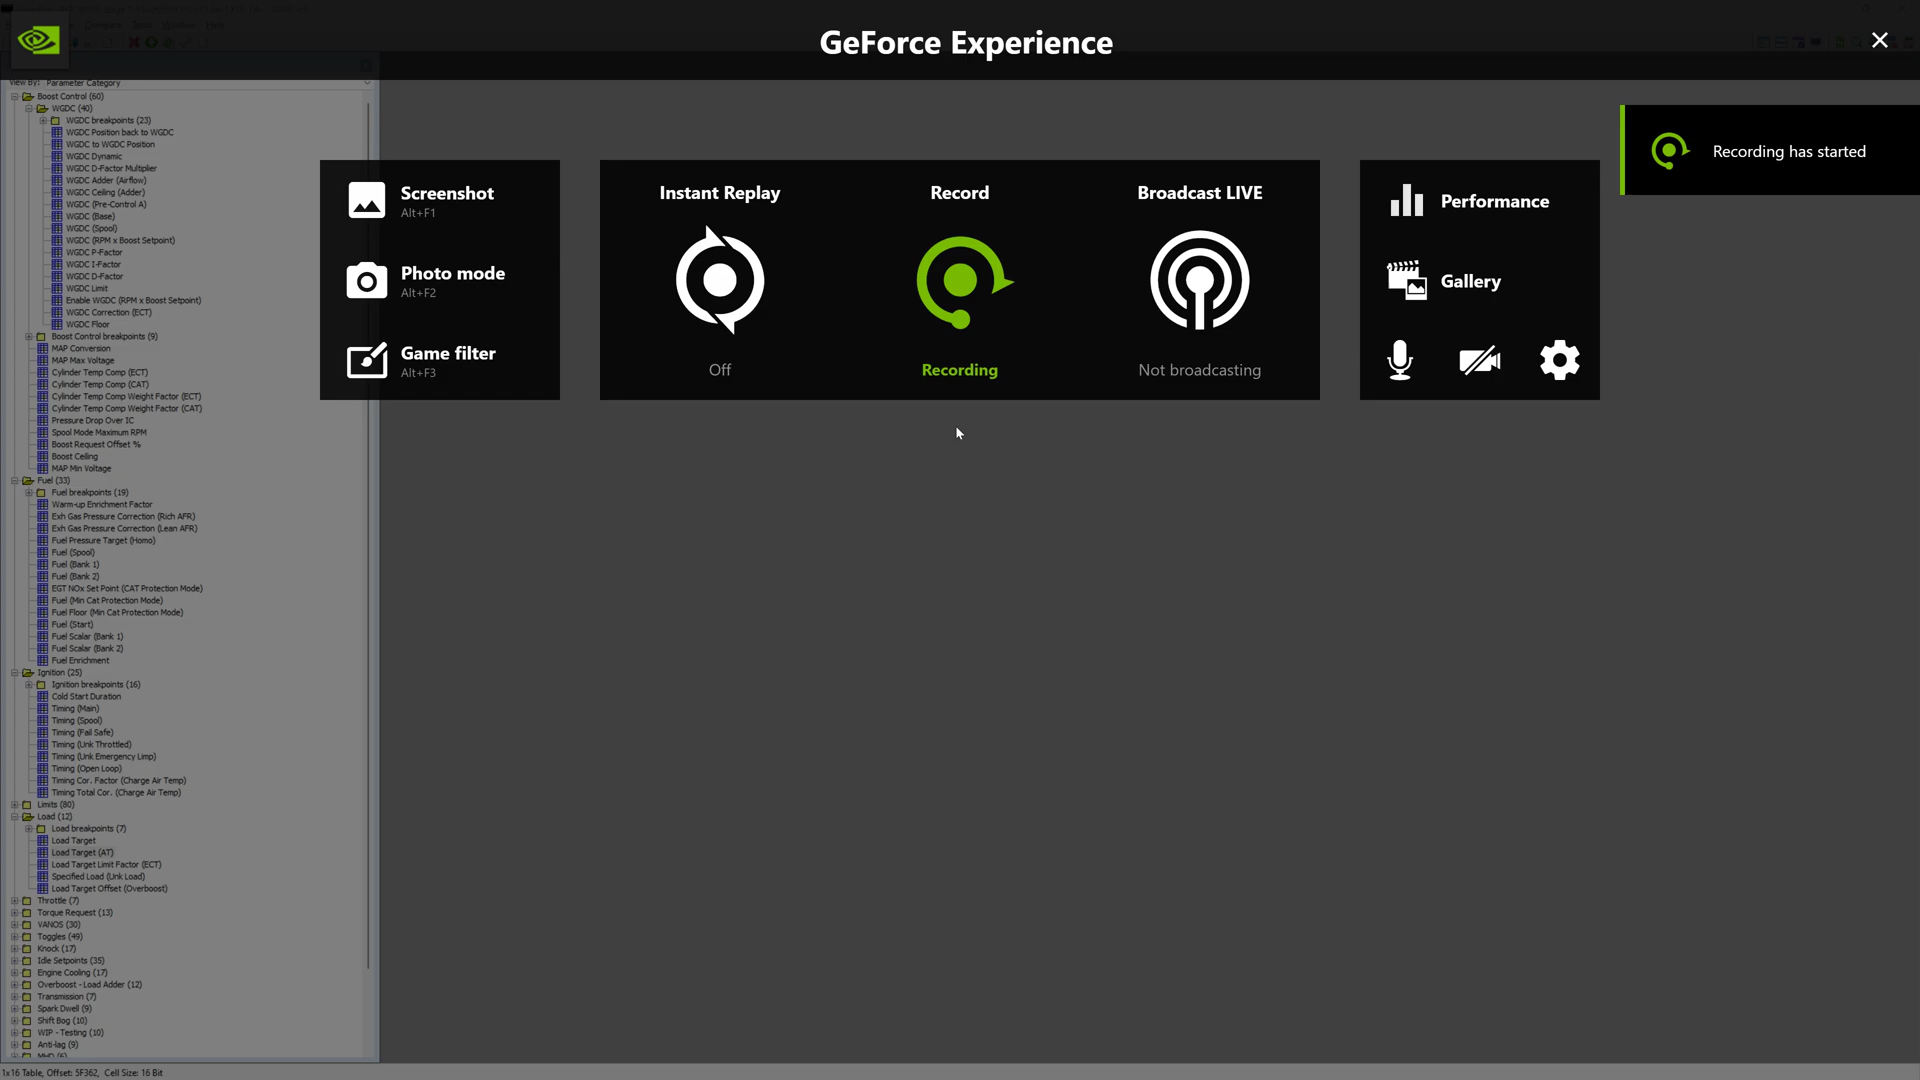 GeForce Experience
View By: Parameter Category
Boost Control (60)
WGDC (40)
WGDC breakpoints (23)
WGDC Position back to WGDC
WGDC to WGDC Position
WGDC Dynamic
WGDC D-Factor Multiplier
WGDC Adder (Airflow)
WGDC Ceiling (Adder)
WGDC (Pre-Control A)
WGDC (Base)
WGDC (Spool)
WGDC (RPM x Boost Setpoint)
WGDC P-Factor
WGDC I-Factor
WGDC D-Factor
WGDC Limit
Enable WGDC (RPM x Boost Setpoint)
WGDC Correction (ECT)
WGDC Floor
Boost Control breakpoints (9)
MAP Conversion
MAP Max Voltage
Cylinder Temp Comp (ECT)
Cylinder Temp Comp (CAT)
Cylinder Temp Comp Weight Factor (ECT)
Cylinder Temp Comp Weight Factor (CAT)
Pressure Drop Over IC
Spool Mode Maximum RPM
Boost Request Offset %
Boost Ceiling
MAP Min Voltage
Fuel (33)
Fuel breakpoints (19)
Warm-up Enrichment Factor
Exh Gas Pressure Correction (Rich AFR)
Exh Gas Pressure Correction (Lean AFR)
Fuel Pressure Target (Homo)
Fuel (Spool)
Fuel (Bank 1)
Fuel (Bank 2)
EGT NOx Set Point (CAT Protection Mode)
Fuel (Min Cat Protection Mode)
Fuel Floor (Min Cat Protection Mode)
Fuel (Start)
Fuel Scalar (Bank 1)
Fuel Scalar (Bank 2)
Fuel Enrichment
Ignition (25)
Ignition breakpoints (16)
Cold Start Duration
Timing (Main)
Timing (Spool)
Timing (Fail Safe)
Timing (Unk Throttled)
Timing (Unk Emergency Limp)
Timing (Open Loop)
Timing Cor. Factor (Charge Air Temp)
Timing Total Cor. (Charge Air Temp)
Limits (80)
Load (12)
Load breakpoints (7)
Load Target
Load Target (AT)
Load Target Limit Factor (ECT)
Specified Load (Unk Load)
Load Target Offset (Overboost)
Throttle (7)
Torque Request (13)
VANOS (30)
Toggles (49)
Knock (17)
Idle Setpoints (35)
Engine Cooling (17)
Overboost - Load Adder (12)
Transmission (7)
Spark Dwell (9)
Shift Bog (10)
WIP - Testing (10)
Anti-lag (9)
MHD (6)
1x16 Table, Offset: 5F362, Cell Size: 16 Bit
Screenshot
Alt+F1
Photo mode
Alt+F2
Game filter
Alt+F3
Instant Replay
Off
Record
Recording
Broadcast LIVE
Not broadcasting
Performance
Gallery
Recording has started